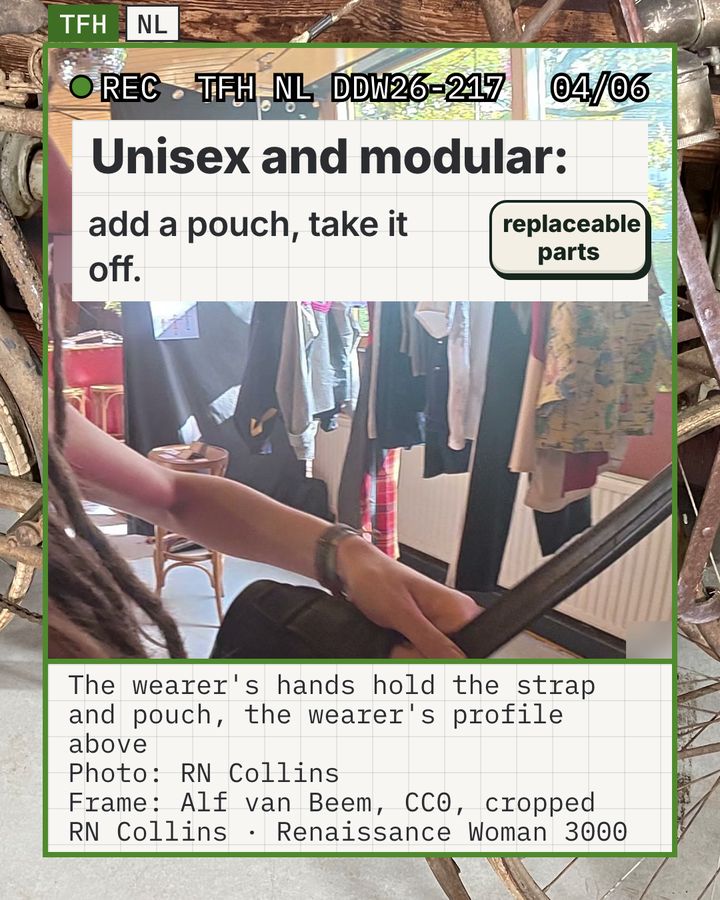 TFH NL
REC TFH NL DDW26-217 04/06
Unisex and modular:
add a pouch, take it
off.
replaceable
parts
The wearer's hands hold the strap
and pouch, the wearer's profile
above
Photo: RN Collins
Frame: Alf van Beem, CC0, cropped
RN Collins · Renaissance Woman 3000